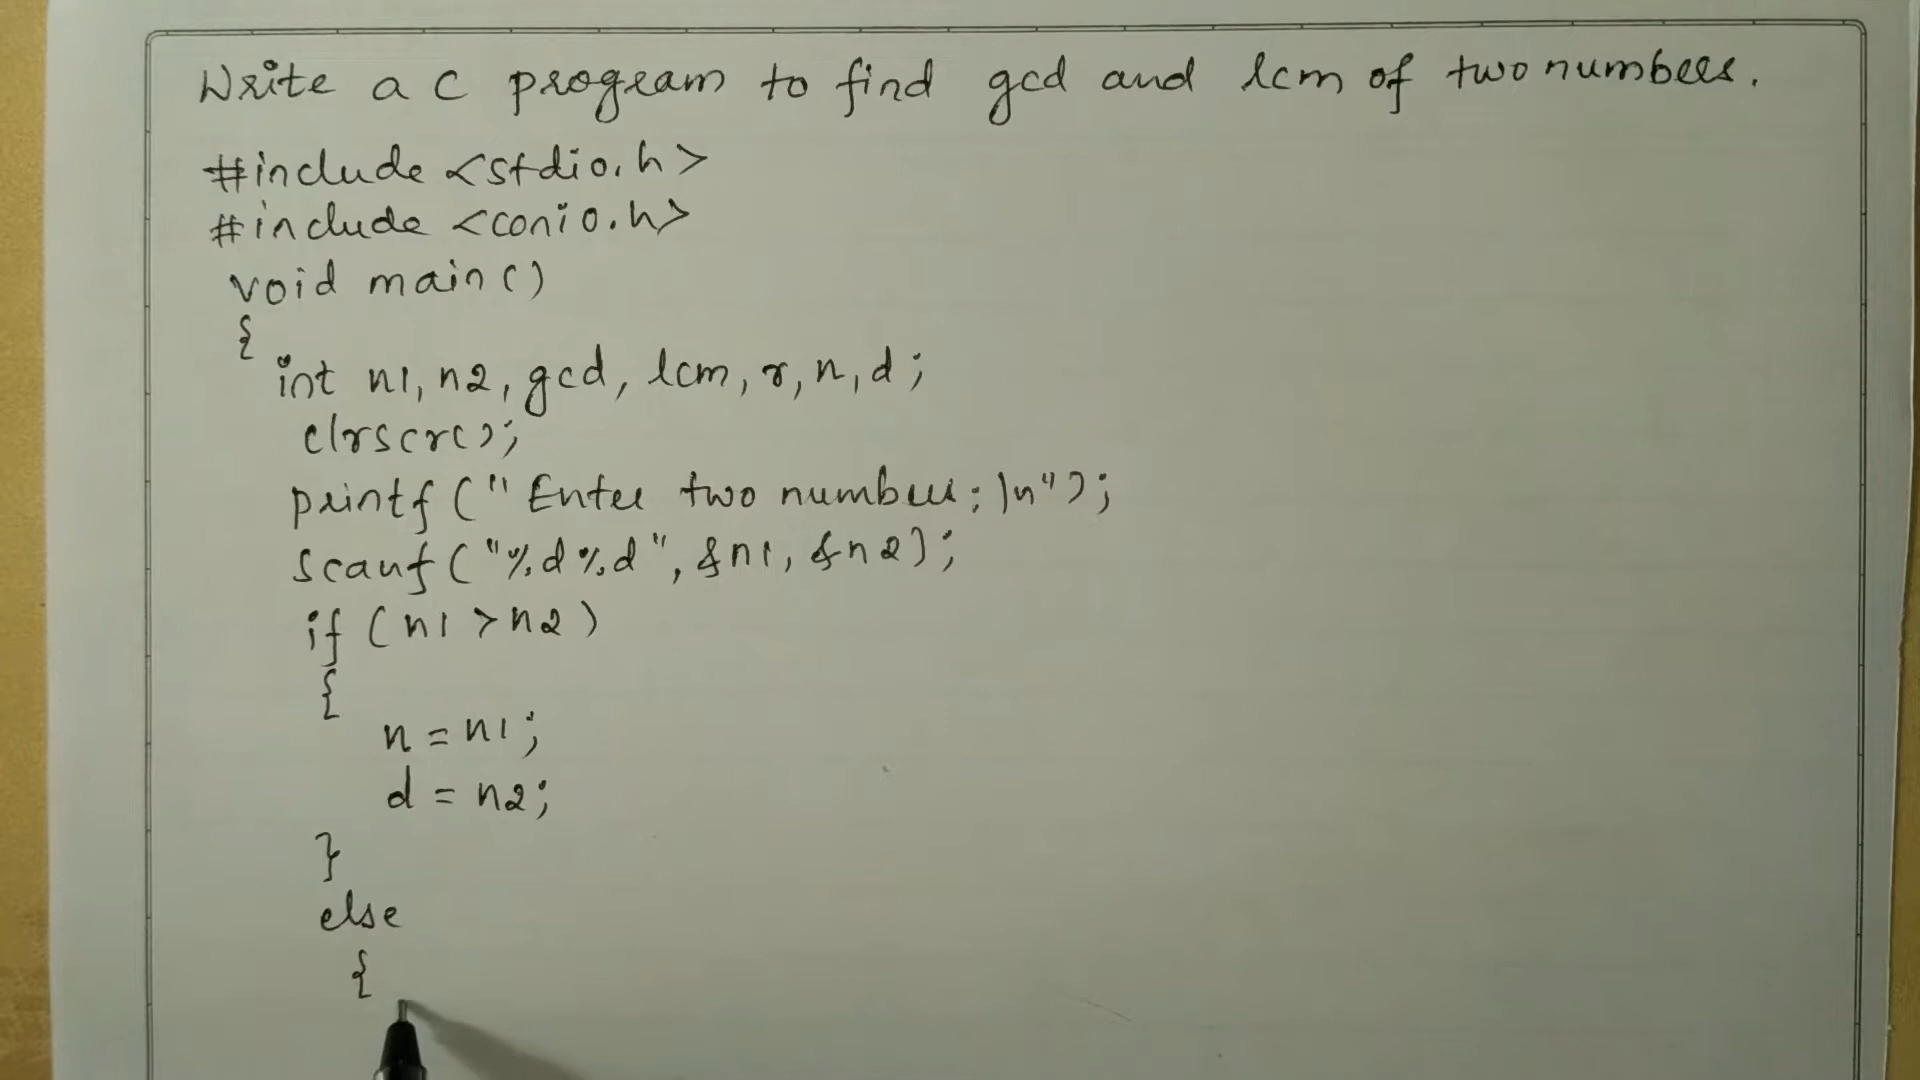 Write a C program to find gcd and lcm of two numbers.
#include <stdio.h>
#include <conio.h>
void main()
{
int n1, n2, gcd, lcm, r, n, d;
clrscr();
printf("Enter two numbers: \n");
scanf("%d%d", &n1, &n2);
if (n1 > n2)
{
n = n1;
d = n2;
}
else
{